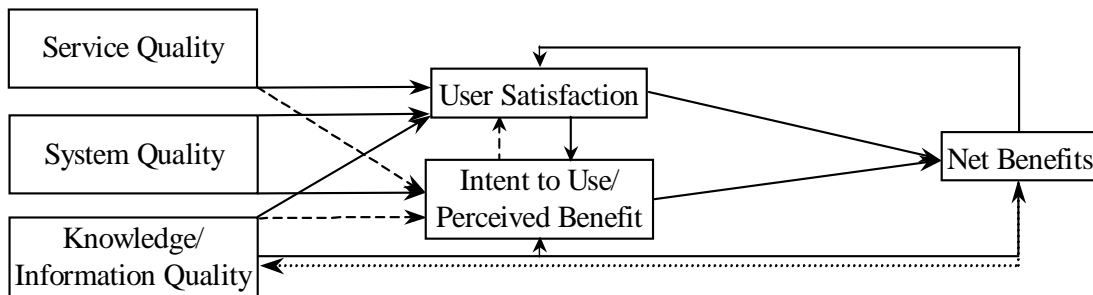 Service Quality
System Quality
Knowledge/
Information Quality
User Satisfaction
Intent to Use/
Perceived Benefit
Net Benefits